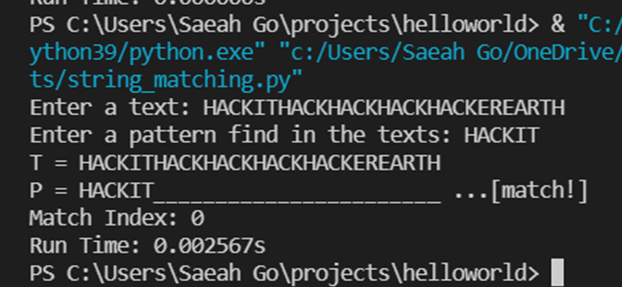 Run Time: 0.000000s
PS C:\Users\Saeah Go\projects\helloworld> & "C:/
ython39/python.exe" "c:/Users/Saeah Go/OneDrive/
ts/string_matching.py"
Enter a text: HACKITHACKHACKHACKHACKEREARTH
Enter a pattern find in the texts: HACKIT
T = HACKITHACKHACKHACKHACKEREARTH
P = HACKIT_______________________ ...[match!]
Match Index: 0
Run Time: 0.002567s
PS C:\Users\Saeah Go\projects\helloworld>